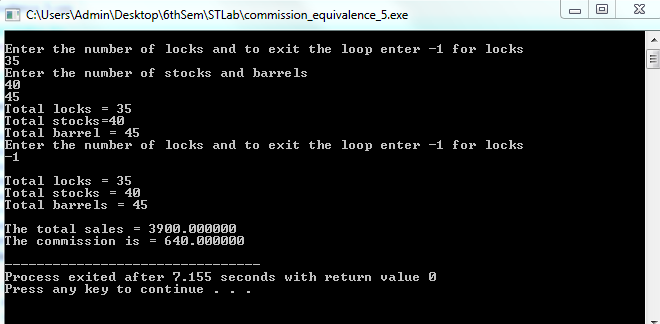 C:\Users\Admin\Desktop\6thSem\STLab\commission_equivalence_5.exe
Enter the number of locks and to exit the loop enter -1 for locks
35
Enter the number of stocks and barrels
40
45
Total locks = 35
Total stocks=40
Total barrel = 45
Enter the number of locks and to exit the loop enter -1 for locks
-1
Total locks = 35
Total stocks = 40
Total barrels = 45
The total sales = 3900.000000
The commission is = 640.000000
--------------------------------
Process exited after 7.155 seconds with return value 0
Press any key to continue . . .